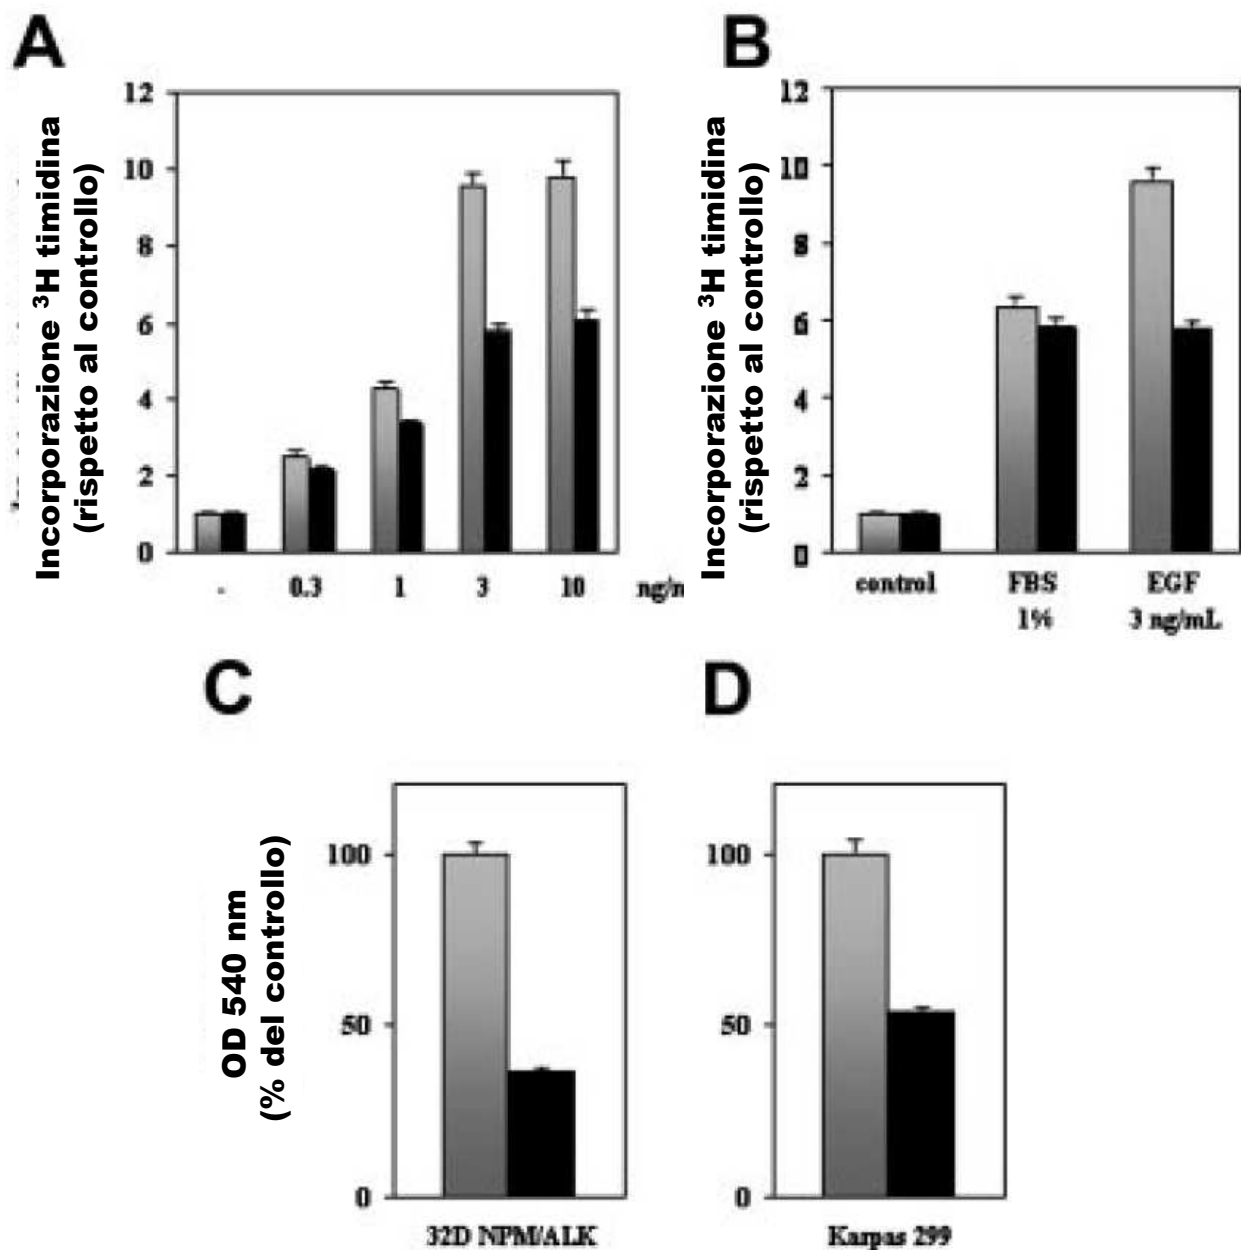 A
B
Incorporazione ³H timidina
(rispetto al controllo)
12
10
8
6
4
2
0
-
0.3
1
3
10
Incorporazione ³H timidina
(rispetto al controllo)
12
10
8
6
4
2
0
control
FBS
1%
EGF
3 ng/mL
C
D
OD 540 nm
(% del controllo)
100
50
0
32D NPM/ALK
100
50
0
Karpas 299